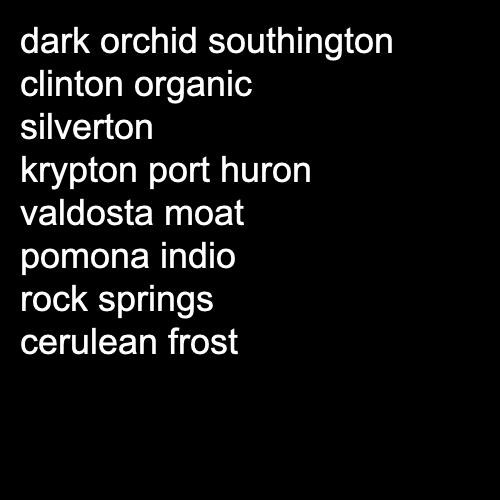 dark orchid southington
clinton organic
silverton
krypton port huron
valdosta moat
pomona indio
rock springs
cerulean frost